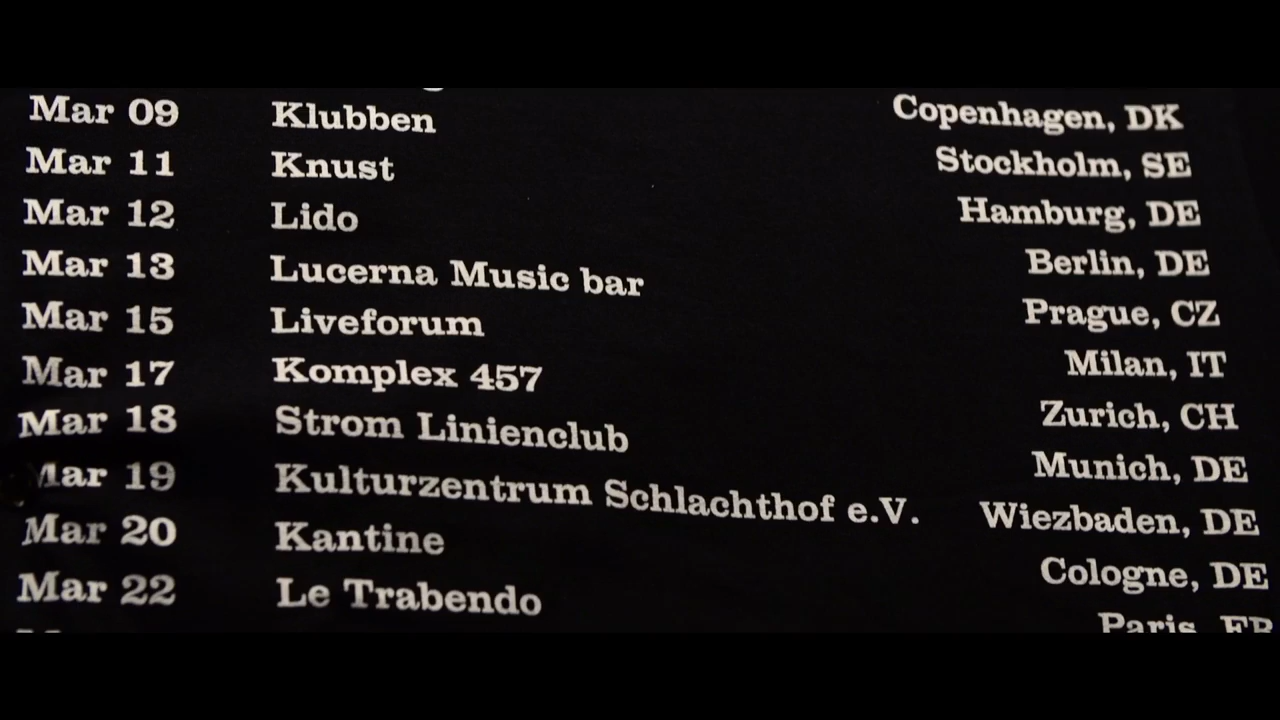 Copenhagen, DK
Mar 09 Klubben Stockholm, SE
Mar 11 Knust Hamburg, DE
Mar 12 Lido Berlin, DE
Mar 13 Lucerna Music bar Prague, CZ
Mar 15 Liveforum Milan, IT
Mar 17 Komplex 457 Zurich, CH
Mar 18 Strom Linienclub Munich, DE
Mar 19 Kulturzentrum Schlachthof e.V. Wiezbaden, DE
Mar 20 Kantine Cologne, DE
Mar 22 Le Trabendo Paris, FR